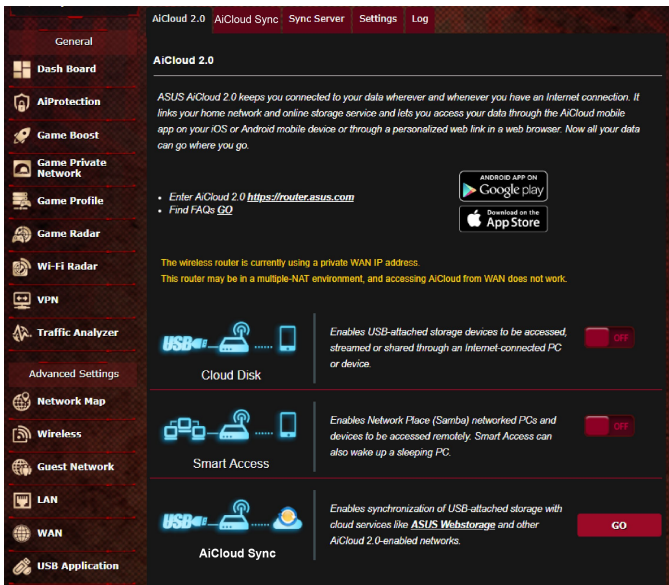 AiCloud 2.0 AiCloud Sync Sync Server Settings Log
General
Dash Board
AiProtection
Game Boost
Game Private
Network
Game Profile
Game Radar
Wi-Fi Radar
VPN
Traffic Analyzer
Advanced Settings
Network Map
Wireless
Guest Network
LAN
WAN
USB Application
AiCloud 2.0
ASUS AiCloud 2.0 keeps you connected to your data wherever and whenever you have an Internet connection. It
links your home network and online storage service and lets you access your data through the AiCloud mobile
app on your iOS or Android mobile device or through a personalized web link in a web browser. Now all your data
can go where you go.
• Enter AiCloud 2.0 https://router.asus.com
• Find FAQs GO
ANDROID APP ON
Google play
Download on the
App Store
The wireless router is currently using a private WAN IP address.
This router may be in a multiple-NAT environment, and accessing AiCloud from WAN does not work.
USB
Cloud Disk
Enables USB-attached storage devices to be accessed,
streamed or shared through an Internet-connected PC
or device.
OFF
Smart Access
Enables Network Place (Samba) networked PCs and
devices to be accessed remotely. Smart Access can
also wake up a sleeping PC.
OFF
USB
AiCloud Sync
Enables synchronization of USB-attached storage with
cloud services like ASUS Webstorage and other
AiCloud 2.0-enabled networks.
GO